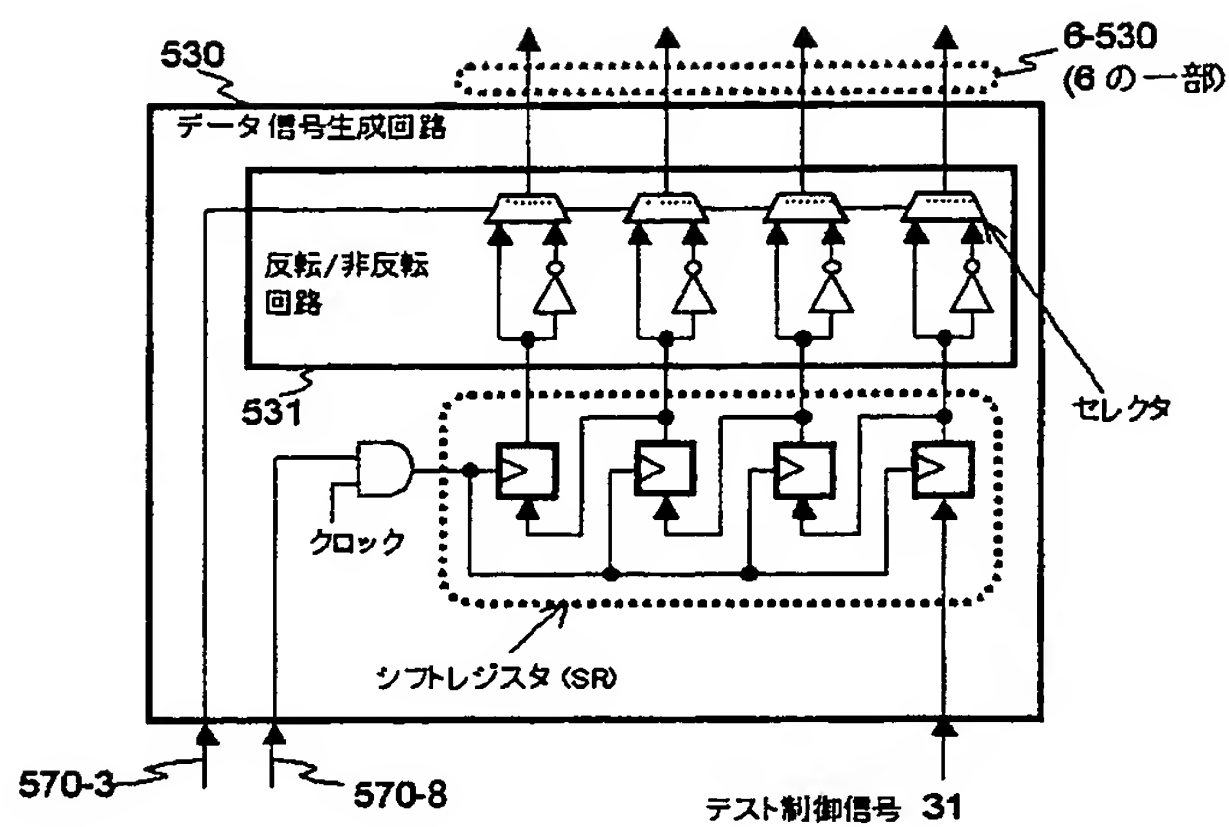 530
6-530
(6の一部)
データ信号生成回路
反転/非反転
回路
531
セレクタ
クロック
シフトレジスタ(SR)
570-3
570-8
テスト制御信号 31